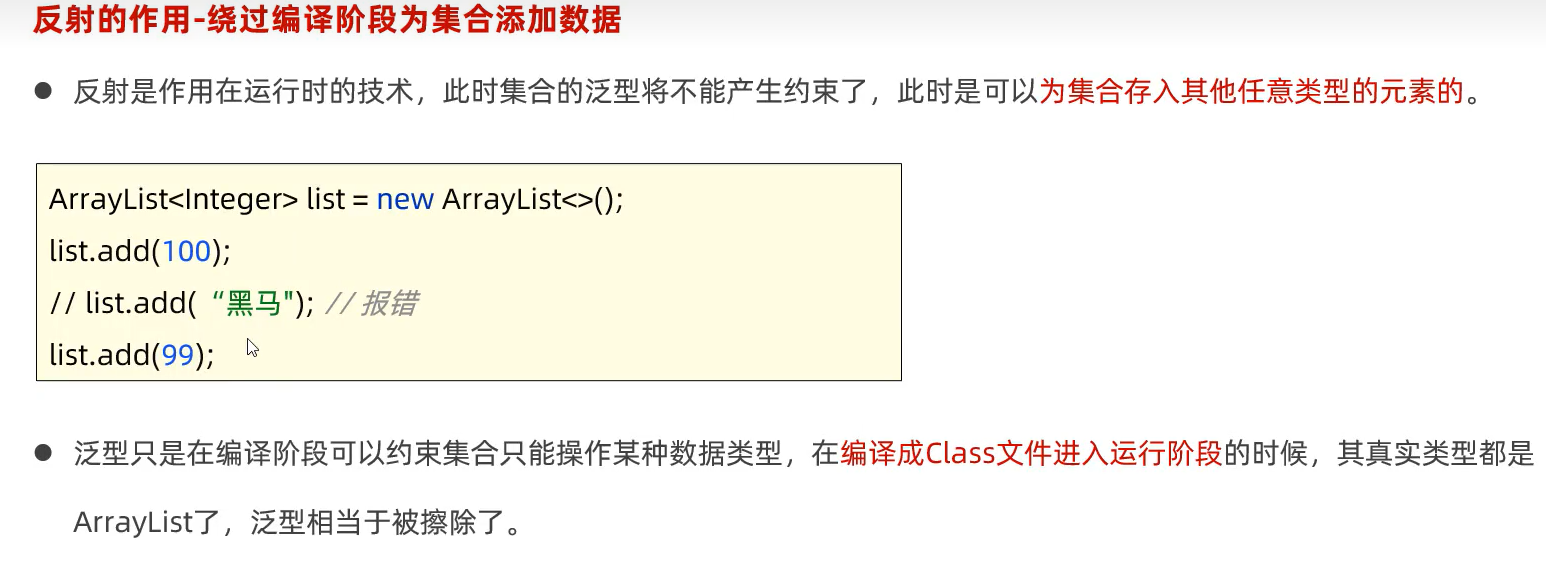 反射的作用-绕过编译阶段为集合添加数据
● 反射是作用在运行时的技术，此时集合的泛型将不能产生约束了，此时是可以为集合存入其他任意类型的元素的。
ArrayList<Integer> list = new ArrayList<>();
list.add(100);
// list.add( “黑马"); // 报错
list.add(99);
● 泛型只是在编译阶段可以约束集合只能操作某种数据类型，在编译成Class文件进入运行阶段的时候，其真实类型都是
ArrayList了，泛型相当于被擦除了。